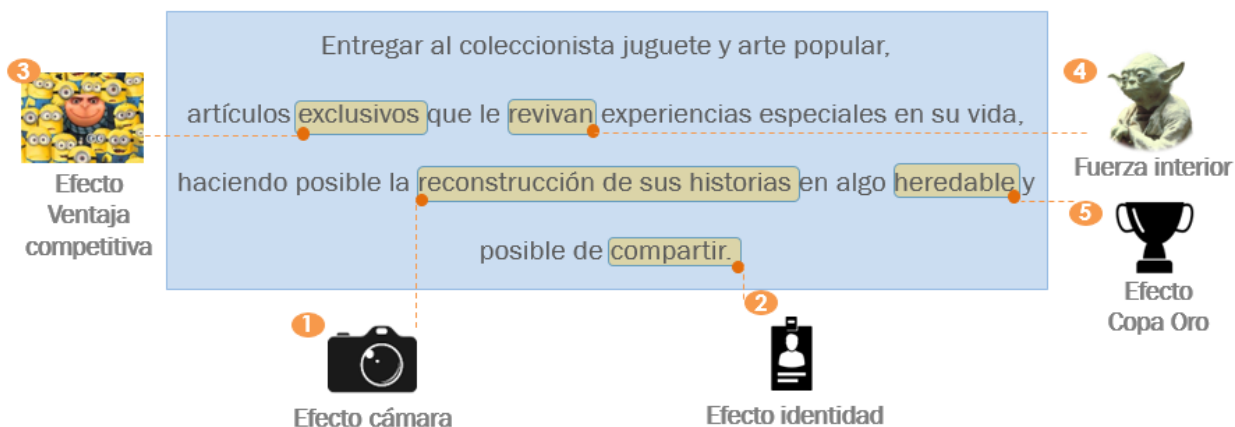 Entregar al coleccionista juguete y arte popular,
artículos exclusivos que le revivan experiencias especiales en su vida,
haciendo posible la reconstrucción de sus historias en algo heredable y
posible de compartir.
3
Efecto
Ventaja
competitiva
4
Fuerza interior
5
Efecto
Copa Oro
1
Efecto cámara
2
Efecto identidad